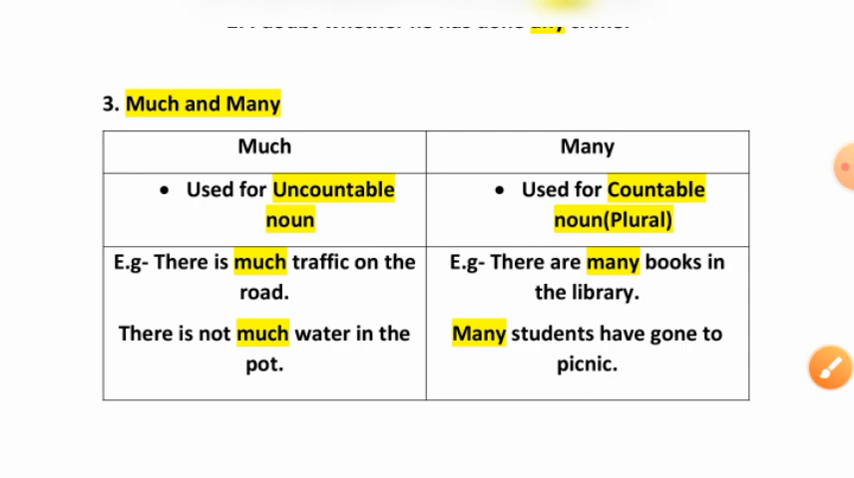 3. Much and Many
Much
Many
• Used for Uncountable
noun
• Used for Countable
noun(Plural)
E.g- There is much traffic on the
road.
There is not much water in the
pot.
E.g- There are many books in
the library.
Many students have gone to
picnic.